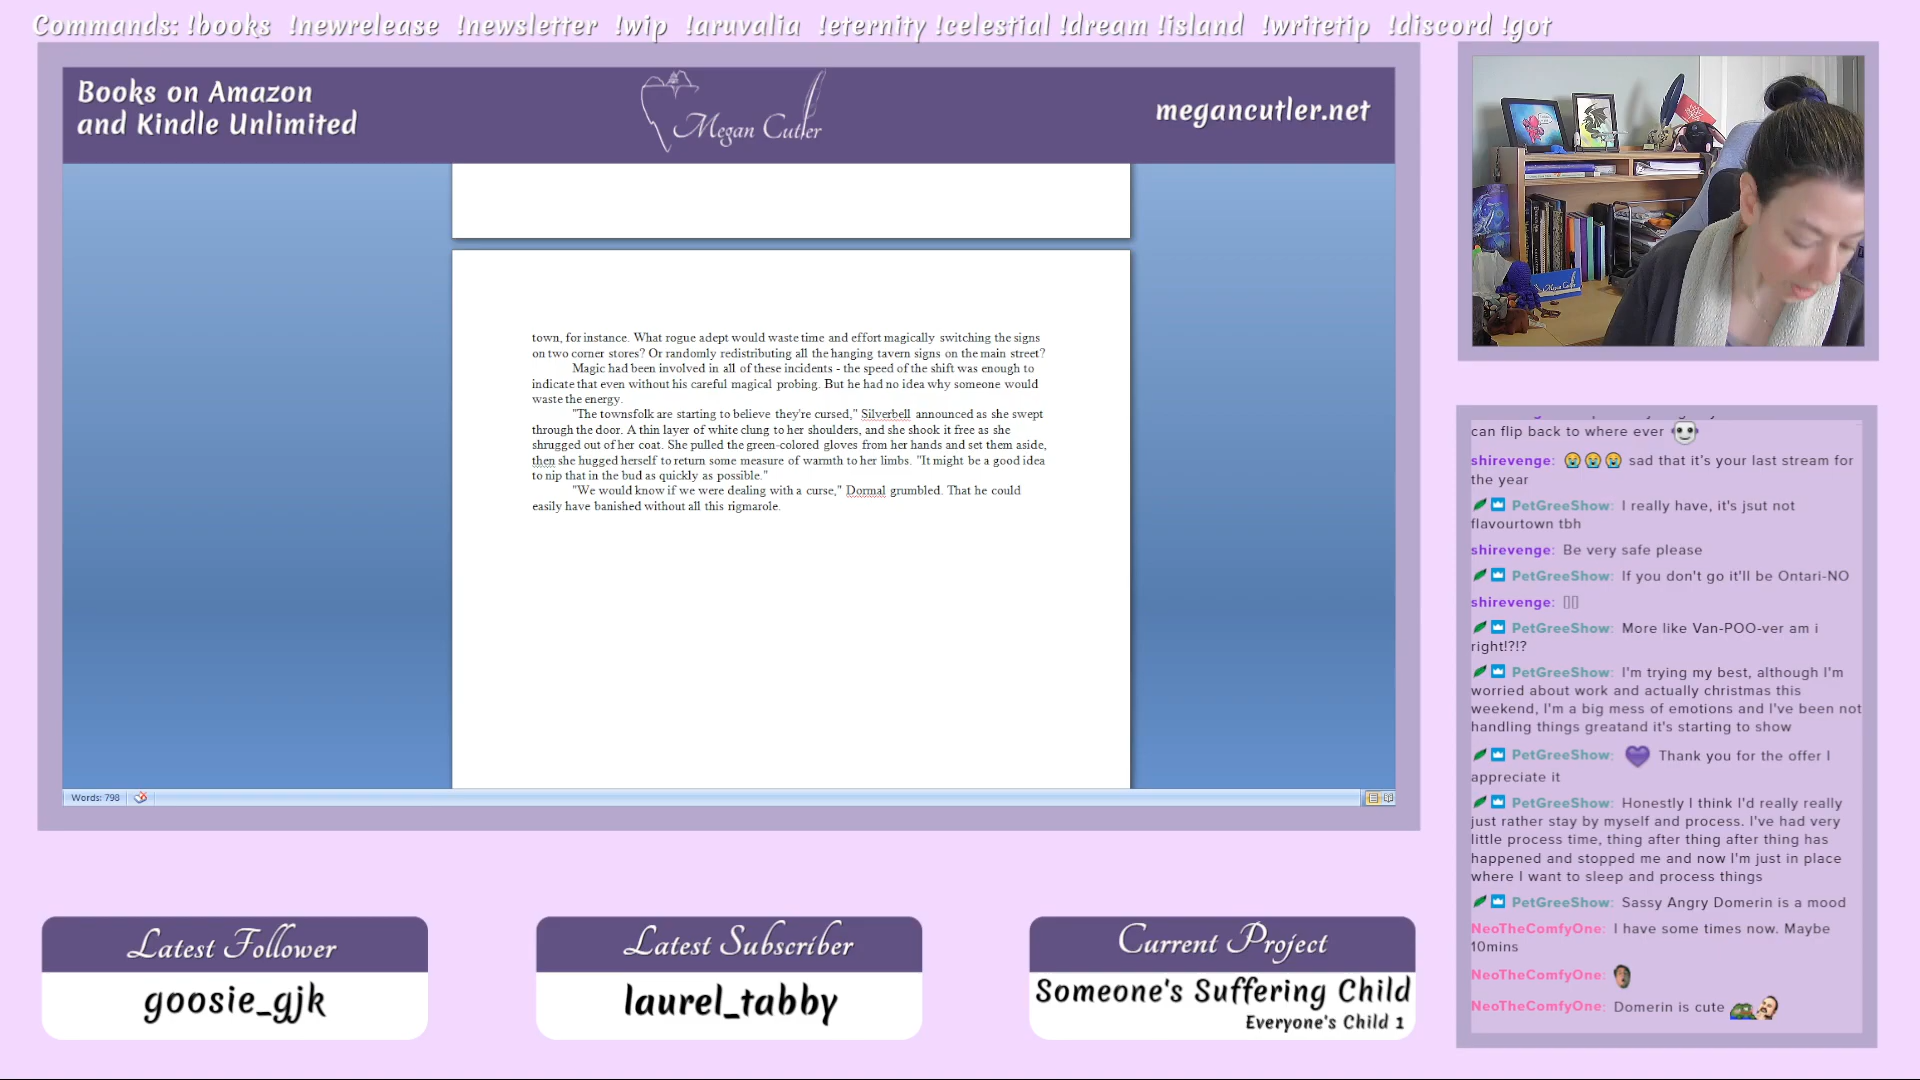 Commands: !books !newrelease !newsletter !wip !aruvalia !eternity !celestial !dream !island !writetip !discord !got
Books on Amazon
and Kindle Unlimited
Megan Cutler
megancutler.net
town, for instance. What rogue adept would waste time and effort magically switching the signs
on two corner stores? Or randomly redistributing all the hanging tavern signs on the main street?
Magic had been involved in all of these incidents - the speed of the shift was enough to
indicate that even without his careful magical probing. But he had no idea why someone would
waste the energy.
"The townsfolk are starting to believe they're cursed," Silverbell announced as she swept
through the door. A thin layer of white clung to her shoulders, and she shook it free as she
shrugged out of her coat. She pulled the green-colored gloves from her hands and set them aside,
then she hugged herself to return some measure of warmth to her limbs. "It might be a good idea
to nip that in the bud as quickly as possible."
"We would know if we were dealing with a curse," Dormal grumbled. That he could
easily have banished without all this rigmarole.
Words: 798
can flip back to where ever
shirevenge: 😭😭😭 sad that it's your last stream for
the year
PetGreeShow: I really have, it's jsut not
flavourtown tbh
shirevenge: Be very safe please
PetGreeShow: If you don't go it'll be Ontari-NO
shirevenge:
PetGreeShow: More like Van-POO-ver am i
right!?!?
PetGreeShow: I'm trying my best, although I'm
worried about work and actually christmas this
weekend, I'm a big mess of emotions and I've been not
handling things greatand it's starting to show
PetGreeShow: 💜 Thank you for the offer I
appreciate it
PetGreeShow: Honestly I think I'd really really
just rather stay by myself and process. I've had very
little process time, thing after thing after thing has
happened and stopped me and now I'm just in place
where I want to sleep and process things
PetGreeShow: Sassy Angry Domerin is a mood
NeoTheComfyOne: I have some times now. Maybe
10mins
NeoTheComfyOne:
NeoTheComfyOne: Domerin is cute
Latest Follower
goosie_gjk
Latest Subscriber
laurel_tabby
Current Project
Someone's Suffering Child
Everyone's Child 1